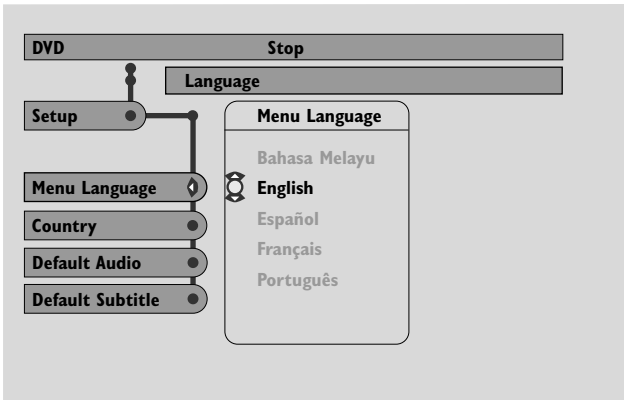 DVD Stop
Language
Setup
Menu Language
Bahasa Melayu
Menu Language
English
Country
Español
Default Audio
Français
Português
Default Subtitle